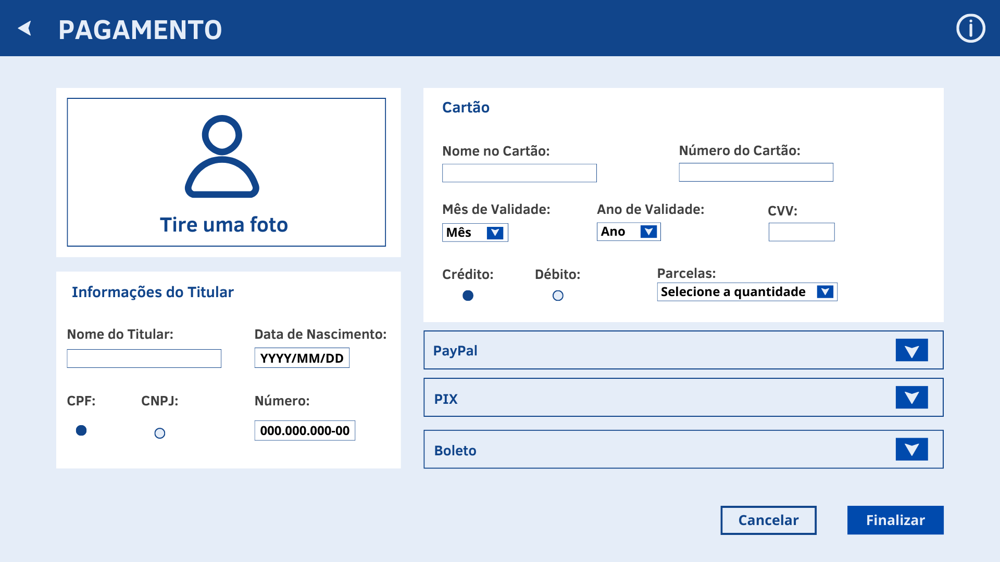 PAGAMENTO
Tire uma foto
Informações do Titular
Nome do Titular:
Data de Nascimento:
YYYY/MM/DD
CPF:
CNPJ:
Número:
000.000.000-00
Cartão
Nome no Cartão:
Número do Cartão:
Mês de Validade:
Ano de Validade:
CVV:
Mês
Ano
Crédito:
Débito:
Parcelas:
Selecione a quantidade
PayPal
PIX
Boleto
Cancelar
Finalizar